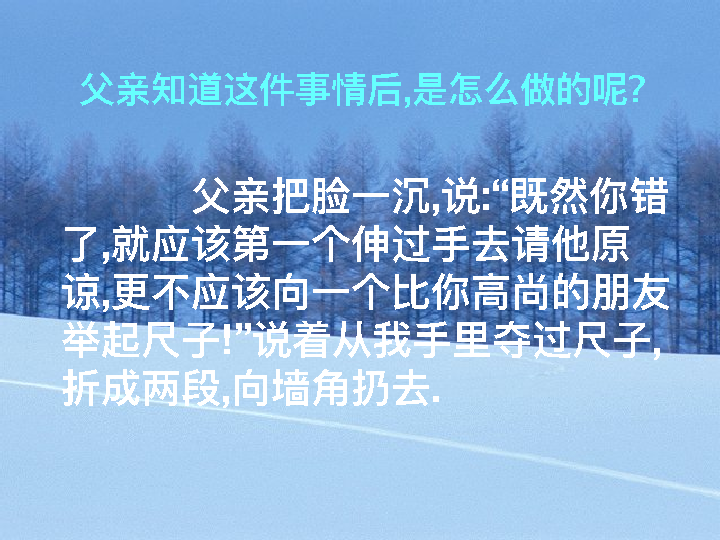 父亲知道这件事情后,是怎么做的呢?
父亲把脸一沉,说:“既然你错
了,就应该第一个伸过手去请他原
谅,更不应该向一个比你高尚的朋友
举起尺子!”说着从我手里夺过尺子,
折成两段,向墙角扔去.